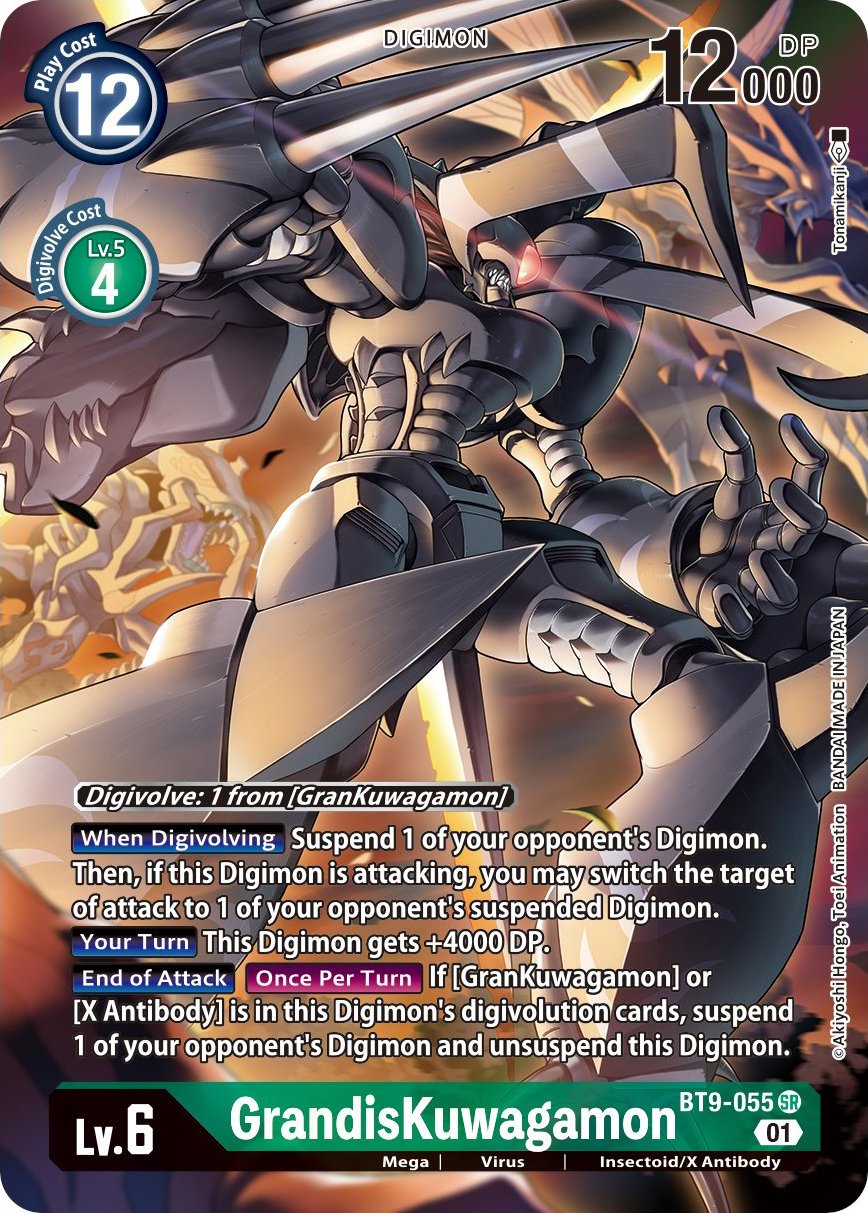 DIGIMON
Play Cost
12
12000
DP
Digivolve Cost
Lv.5
4
Tonamikanji
Digivolve: 1 from [GranKuwagamon]
When Digivolving Suspend 1 of your opponent's Digimon.
Then, if this Digimon is attacking, you may switch the target
of attack to 1 of your opponent's suspended Digimon.
Your Turn This Digimon gets +4000 DP.
End of Attack Once Per Turn If [GranKuwagamon] or
[X Antibody] is in this Digimon's digivolution cards, suspend
1 of your opponent's Digimon and unsuspend this Digimon.
©Akiyoshi Hongo, Toei Animation BANDAI MADE IN JAPAN
Lv.6
GrandisKuwagamon
BT9-055 SR
01
Mega | Virus | Insectoid/X Antibody